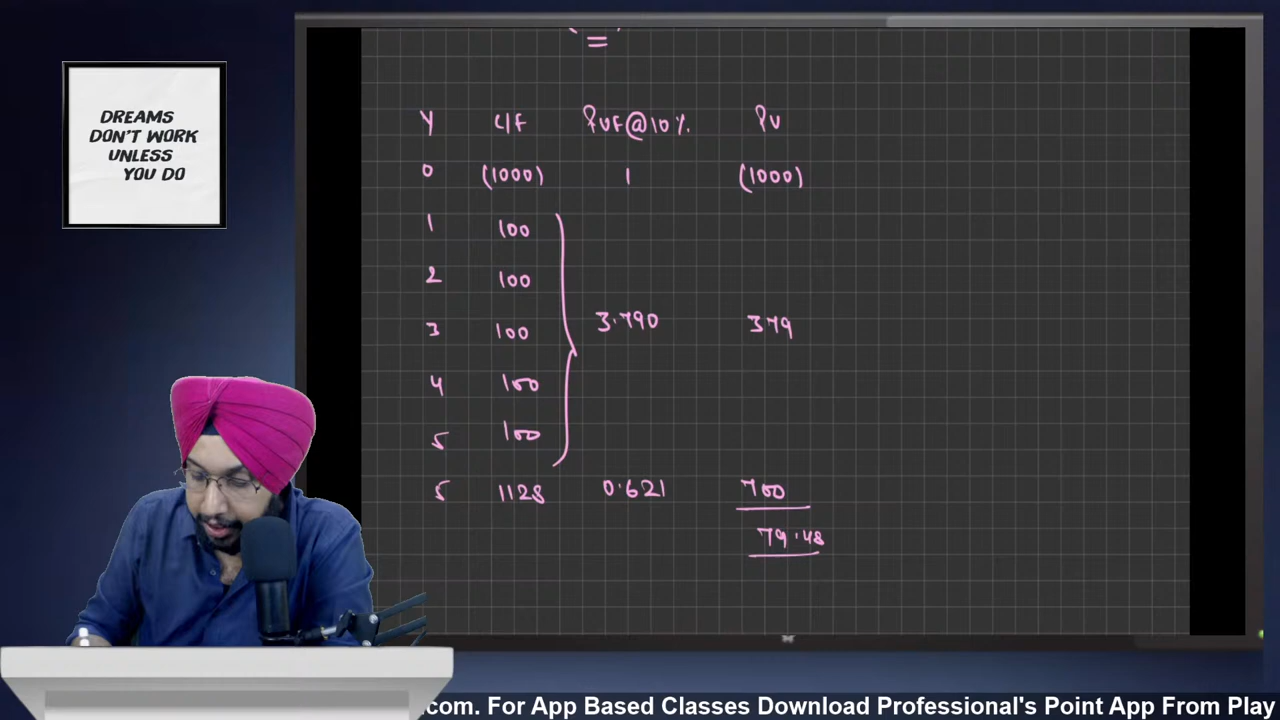 =
DREAMS
DON'T WORK
UNLESS
YOU DO
Y C/F PVF@10% PV
0 (1000) 1 (1000)
1 100
2 100
3 100 3.790 379
4 100
5 100
5 1128 0.621 700
79.48
.com. For App Based Classes Download Professional's Point App From Play